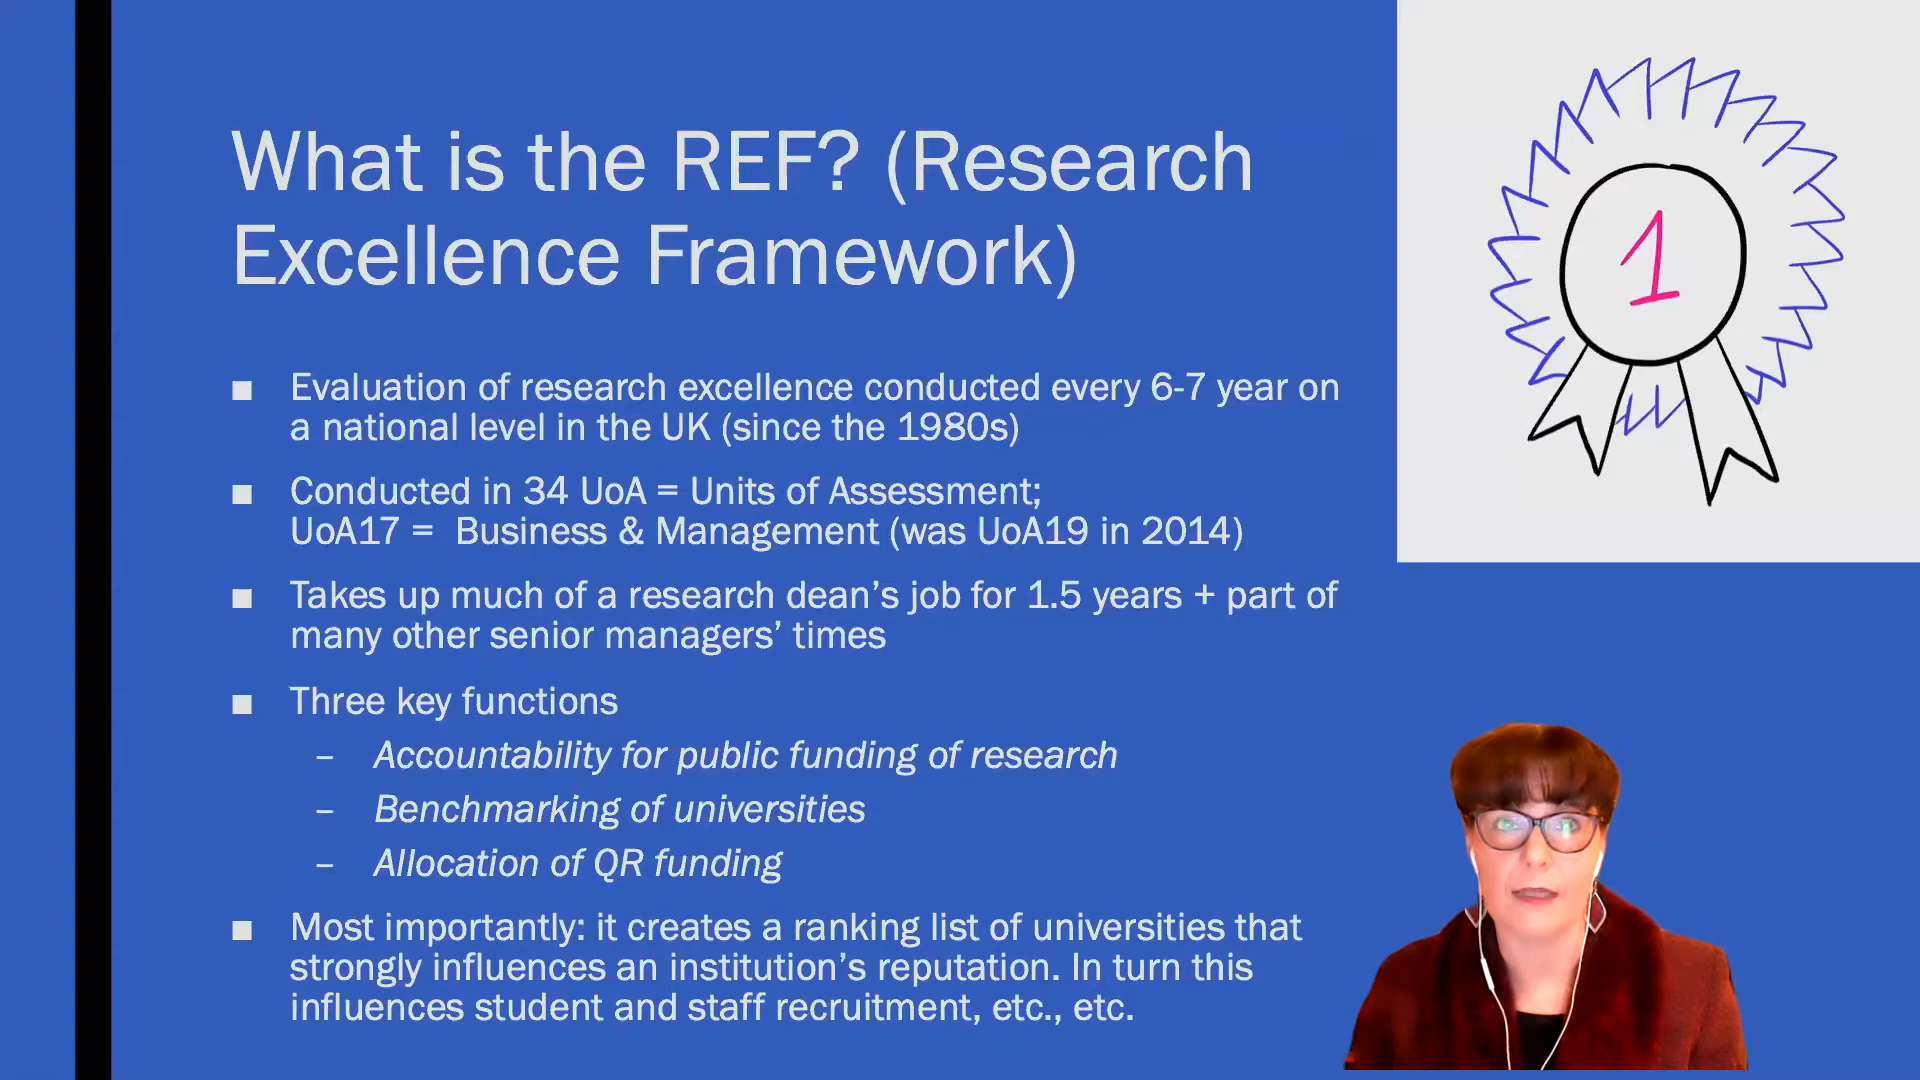 What is the REF? (Research
Excellence Framework)
■ Evaluation of research excellence conducted every 6-7 year on
a national level in the UK (since the 1980s)
■ Conducted in 34 UoA = Units of Assessment;
UoA17 = Business & Management (was UoA19 in 2014)
■ Takes up much of a research dean’s job for 1.5 years + part of
many other senior managers’ times
■ Three key functions
– Accountability for public funding of research
– Benchmarking of universities
– Allocation of QR funding
■ Most importantly: it creates a ranking list of universities that
strongly influences an institution’s reputation. In turn this
influences student and staff recruitment, etc., etc.
1